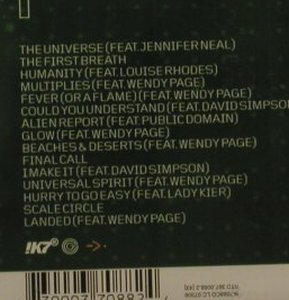 THE UNIVERSE (FEAT. JENNIFER NEAL)
THE FIRST BREATH
HUMANITY (FEAT. LOUISE RHODES)
MULTIPLIES (FEAT. WENDY PAGE)
FEVER (OR A FLAME) (FEAT. WENDY PAGE)
COULD YOU UNDERSTAND (FEAT. DAVID SIMPSON
ALIEN REPORT (FEAT. PUBLIC DOMAIN)
GLOW (FEAT. WENDY PAGE)
BEACHES & DESERTS (FEAT. WENDY PAGE)
FINAL CALL
I MAKE IT (FEAT. DAVID SIMPSON)
UNIVERSAL SPIRIT (FEAT. WENDY PAGE)
HURRY TO GO EASY (FEAT. LADY KIER)
SCALE CIRCLE
LANDED (FEAT. WENDY PAGE)
!K7®